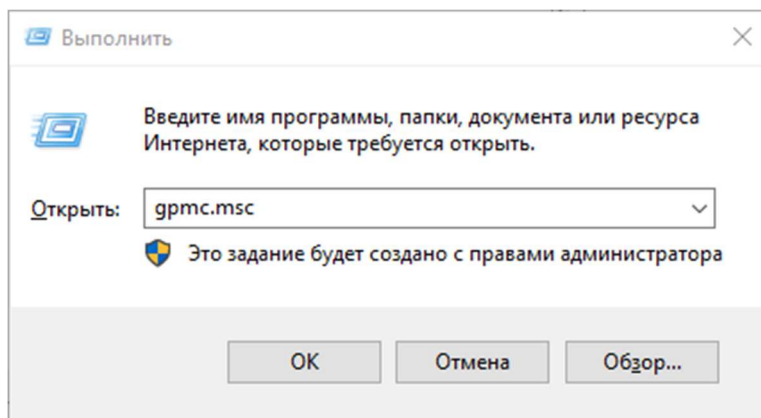 Выполнить
Введите имя программы, папки, документа или ресурса
Интернета, которые требуется открыть.
Открыть: gpmc.msc
Это задание будет создано с правами администратора
OK Отмена Обзор...